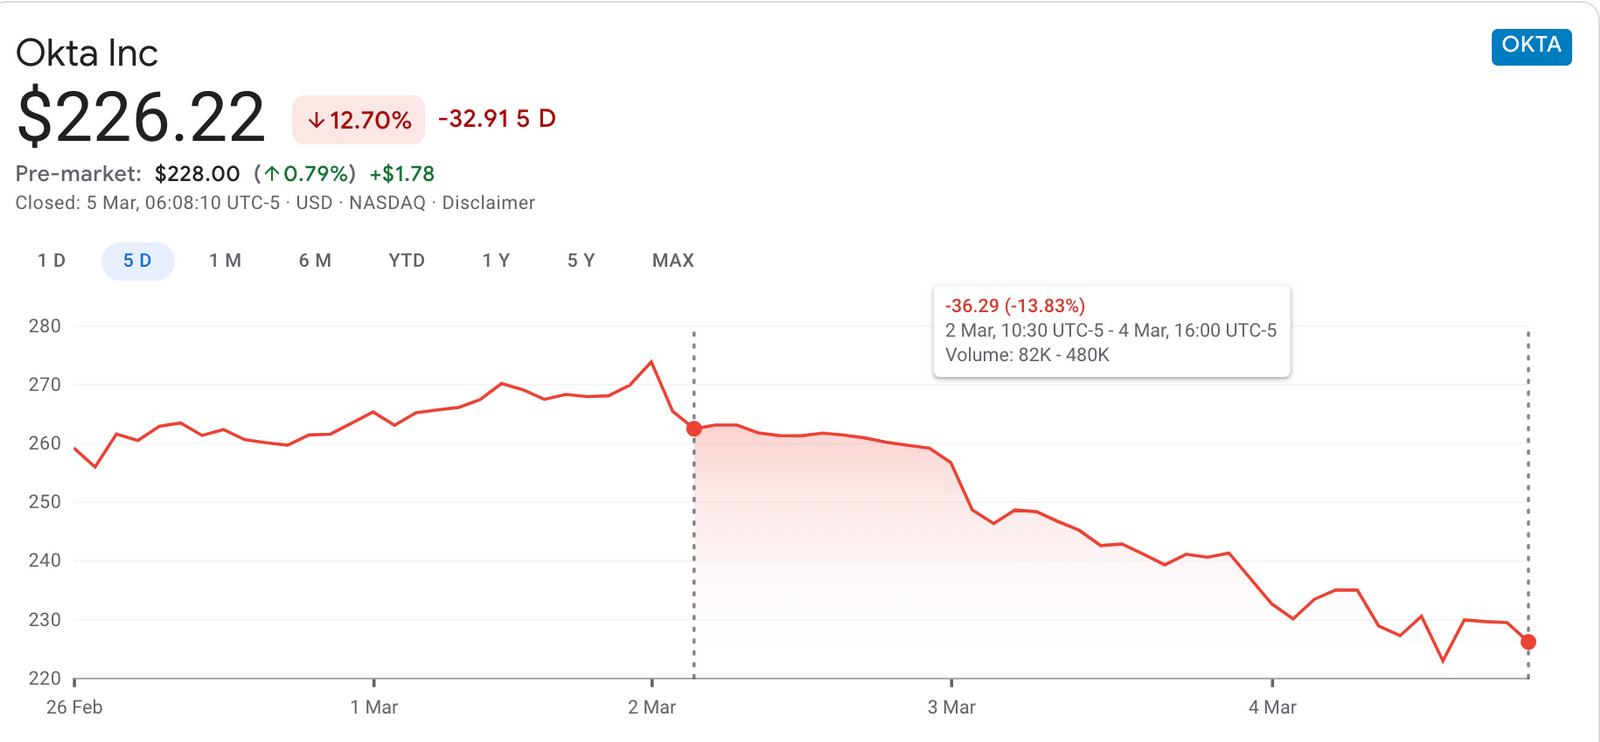 Okta Inc
OKTA
$226.22 ↓12.70% -32.91 5 D
Pre-market: $228.00 (↑0.79%) +$1.78
Closed: 5 Mar, 06:08:10 UTC-5 · USD · NASDAQ · Disclaimer
1 D 5 D 1 M 6 M YTD 1 Y 5 Y MAX
-36.29 (-13.83%)
2 Mar, 10:30 UTC-5 - 4 Mar, 16:00 UTC-5
Volume: 82K - 480K
280
270
260
250
240
230
220
26 Feb 1 Mar 2 Mar 3 Mar 4 Mar